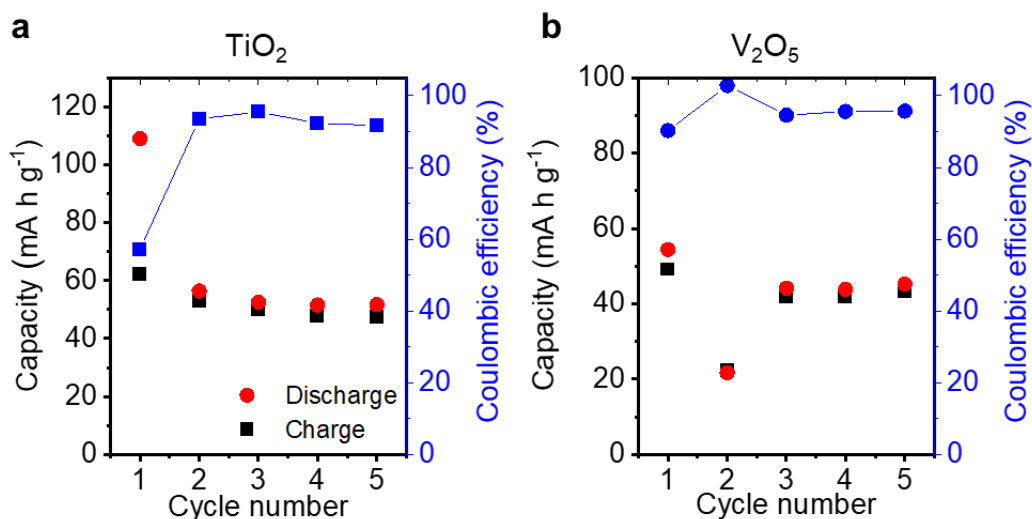 a
TiO₂
Capacity (mA h g⁻¹)
120
100
80
60
40
20
0
Discharge
Charge
1 2 3 4 5
Cycle number
100
80
60
40
20
0
Coulombic efficiency (%)
b
V₂O₅
Capacity (mA h g⁻¹)
100
80
60
40
20
0
1 2 3 4 5
Cycle number
100
80
60
40
20
0
Coulombic efficiency (%)